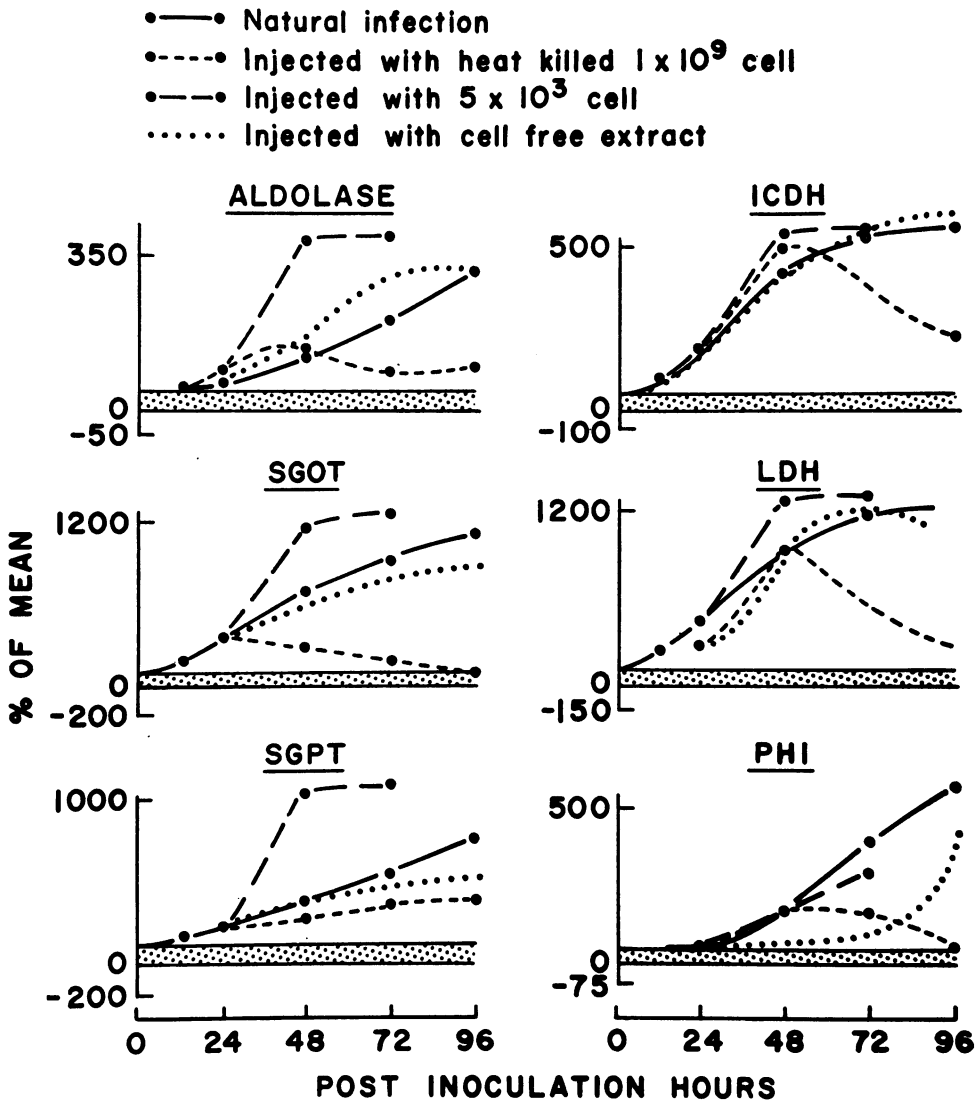 Natural infection
Injected with heat killed 1 x 10⁹ cell
Injected with 5 x 10³ cell
Injected with cell free extract
ALDOLASE
350
0
-50
ICDH
500
0
-100
SGOT
1200
0
-200
LDH
1200
0
-150
SGPT
1000
0
-200
PHI
500
0
-75
% OF MEAN
0 24 48 72 96
0 24 48 72 96
POST INOCULATION HOURS